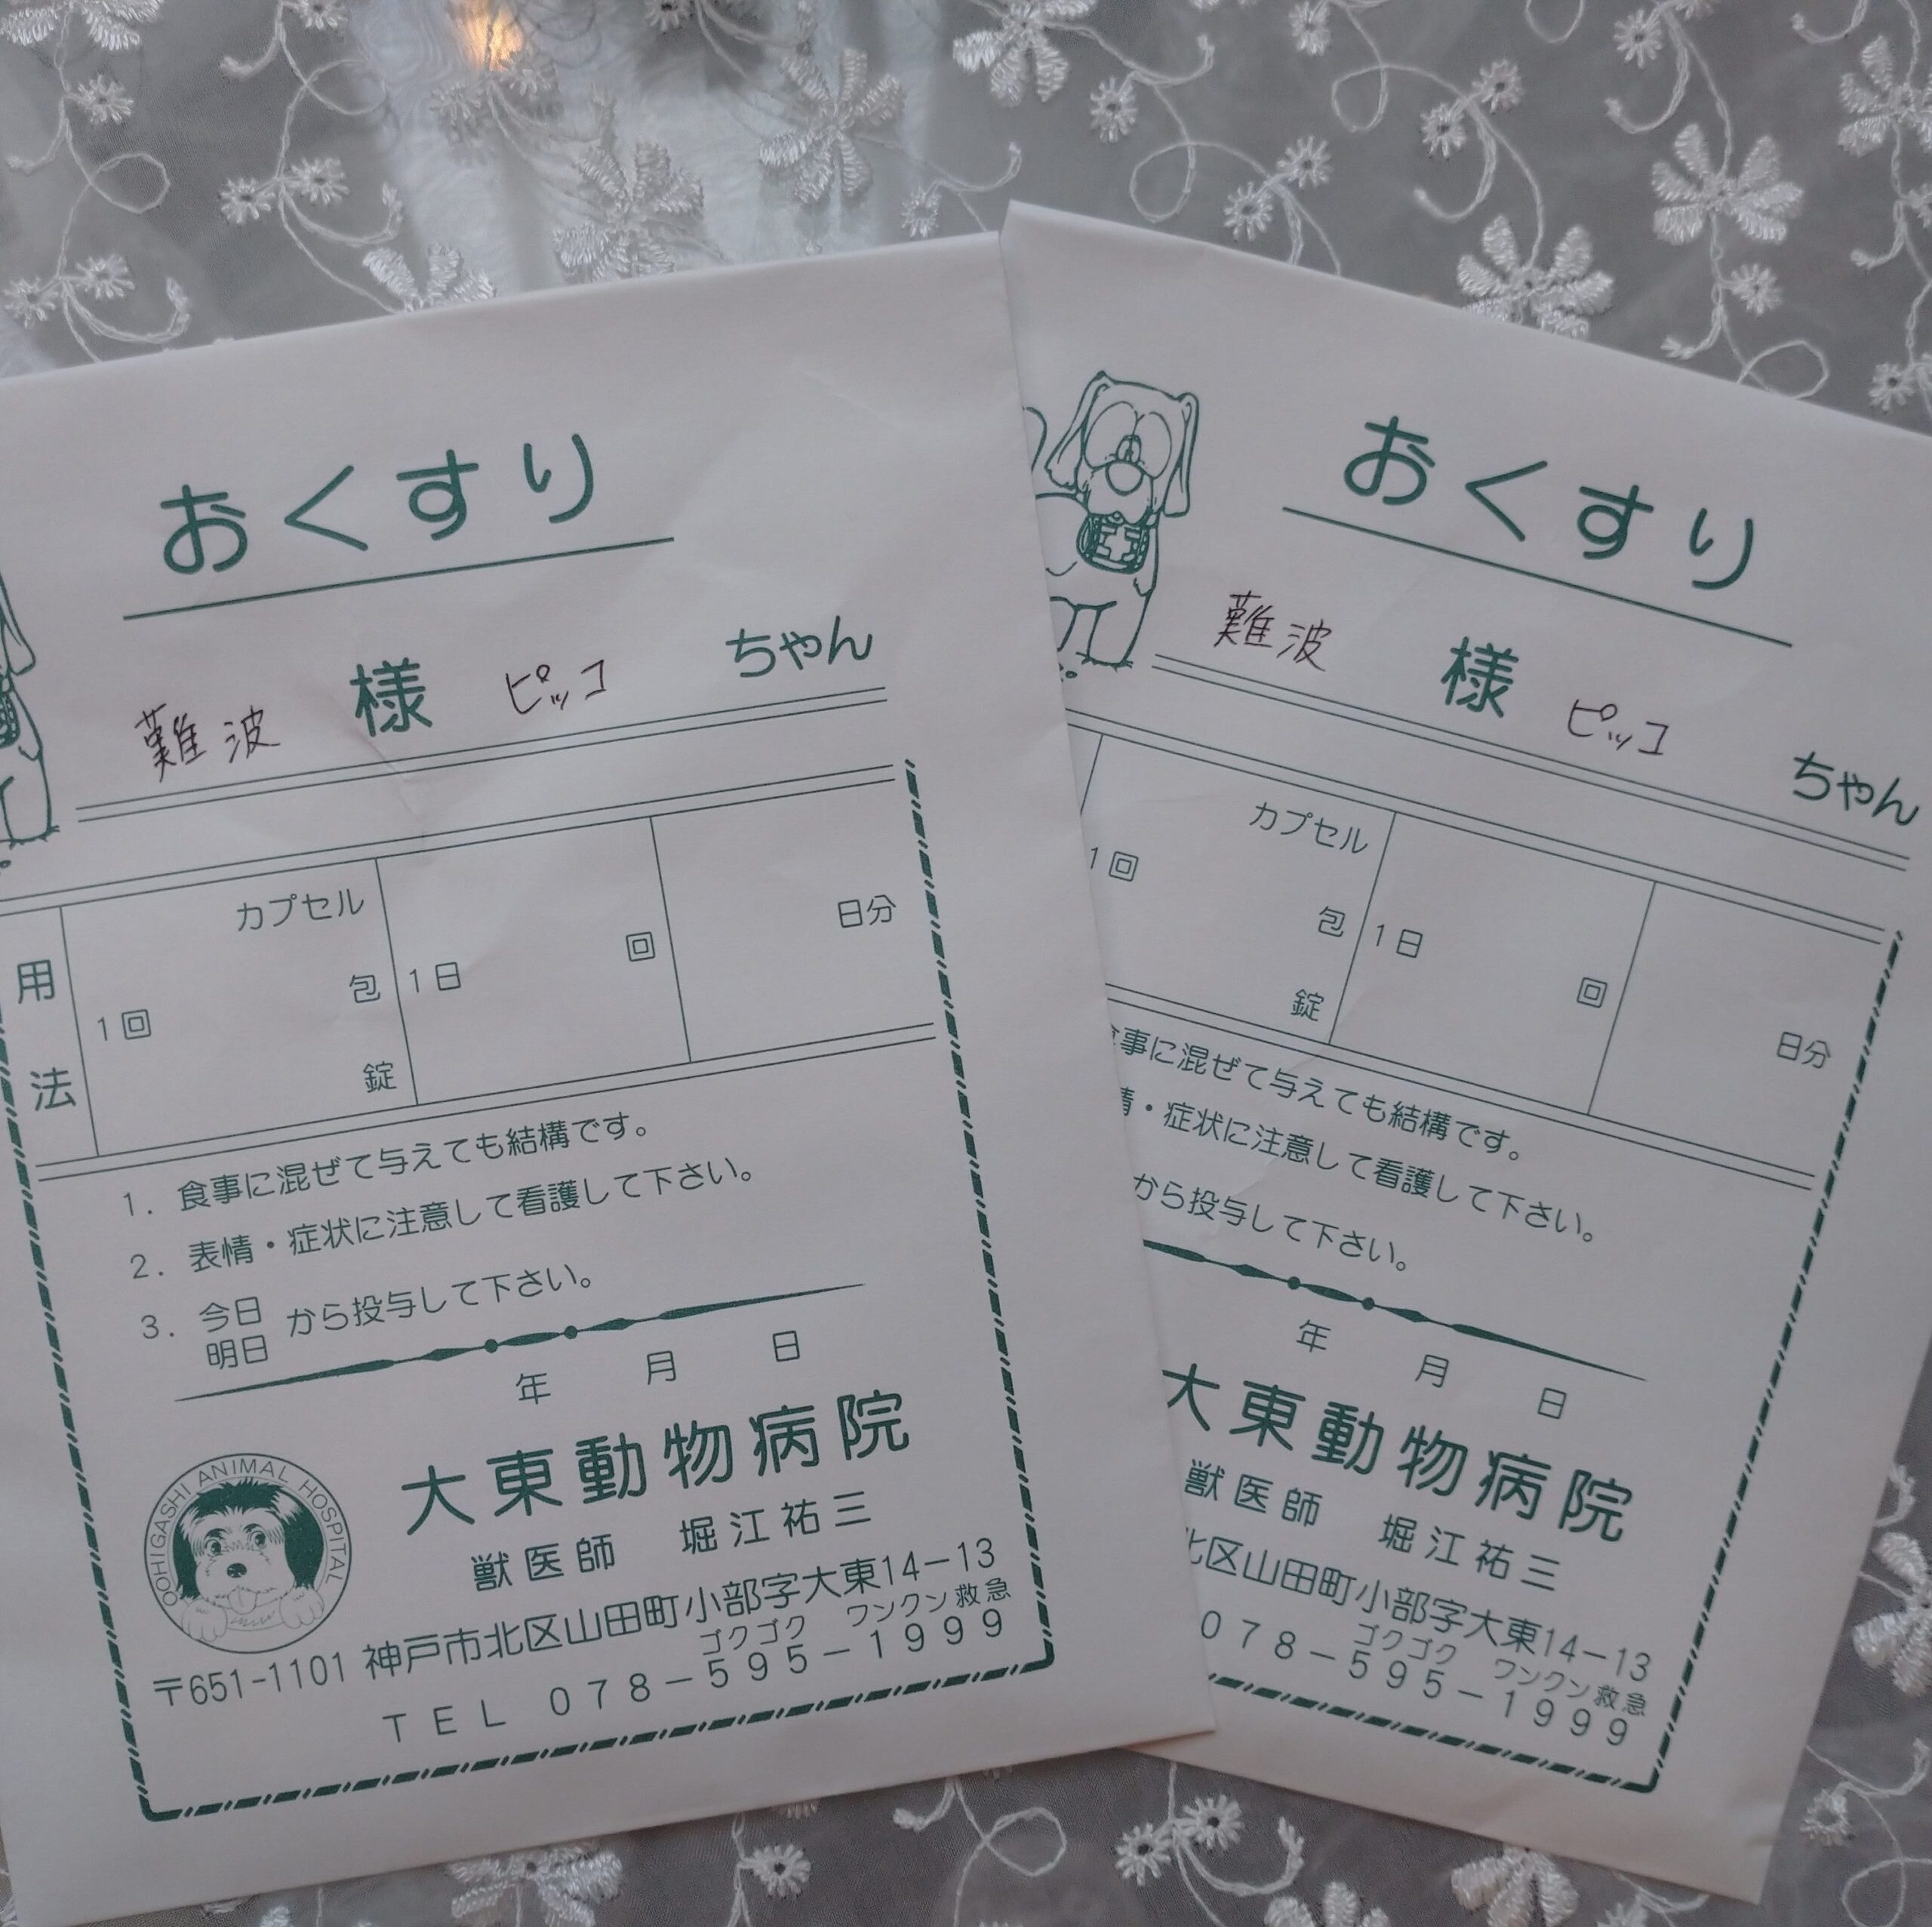 おくすり
難波 様 ピッコ ちゃん
用法 1回 カプセル 包 錠 1日 回 日分
1. 食事に混ぜて与えても結構です。
2. 表情・症状に注意して看護して下さい。
3. 今日 明日 から投与して下さい。
年 月 日
OOHIGASHI ANIMAL HOSPITAL
大東動物病院
獣医師 堀江祐三
〒651-1101 神戸市北区山田町小部字大東14-13
ゴクゴク ワンクン救急
TEL 078-595-1999
おくすり
難波 様 ピッコ ちゃん
1回 カプセル 包 錠 1日 回 日分
食事に混ぜて与えても結構です。
情・症状に注意して看護して下さい。
から投与して下さい。
年 月 日
大東動物病院
獣医師 堀江祐三
北区山田町小部字大東14-13
ゴクゴク ワンクン救急
078-595-1999